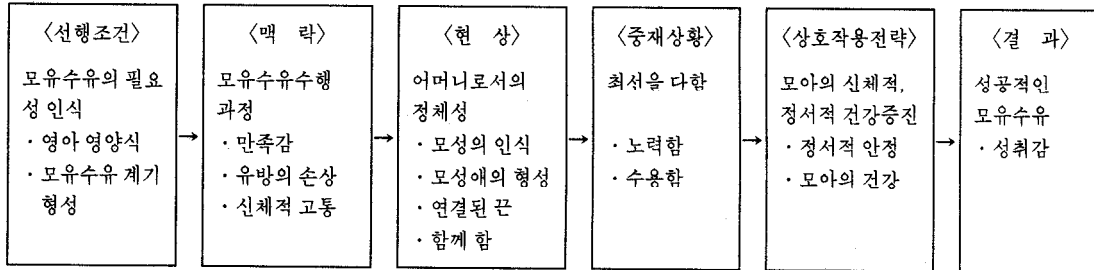 〈선행조건〉
모유수유의 필요
성 인식
· 영아 영양식
· 모유수유 계기
형성
→
〈맥 락〉
모유수유수행
과정
· 만족감
· 유방의 손상
· 신체적 고통
→
〈현 상〉
어머니로서의
정체성
· 모성의 인식
· 모성애의 형성
· 연결된 끈
· 함께 함
→
〈중재상황〉
최선을 다함
· 노력함
· 수용함
→
〈상호작용전략〉
모아의 신체적,
정서적 건강증진
· 정서적 안정
· 모아의 건강
→
〈결 과〉
성공적인
모유수유
· 성취감